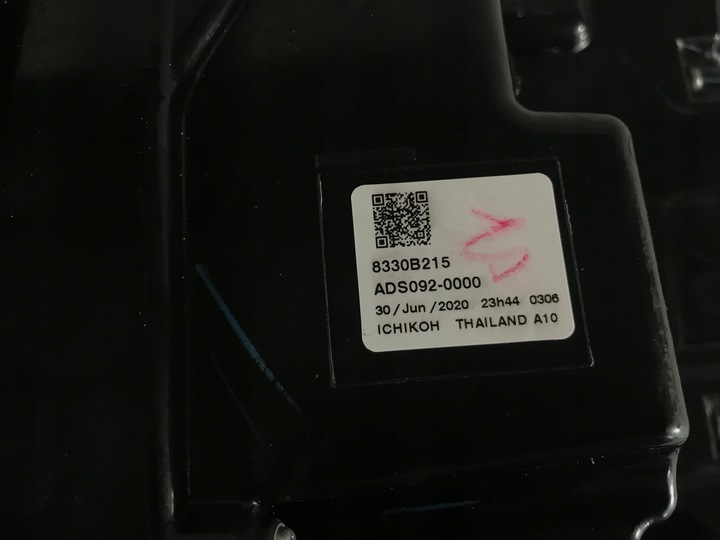 8330B215
ADS092-0000
30/Jun/2020 23h44 0306
ICHIKOH THAILAND A10